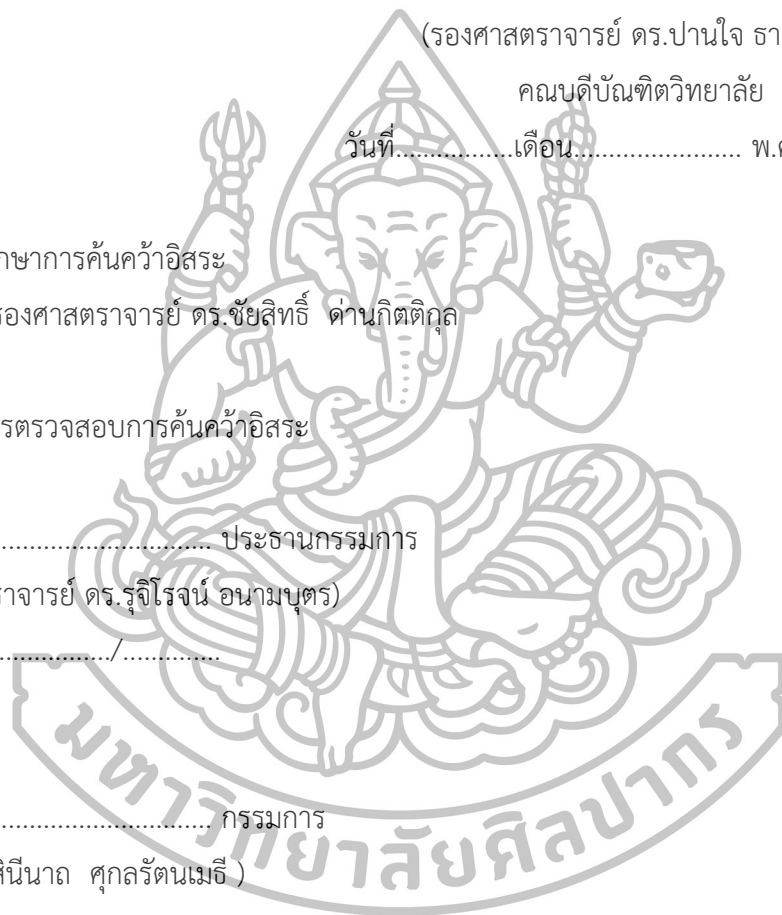 (รองศาสตราจารย์ ดร.ปานใจ ธา
คณบดีบัณฑิตวิทยาลัย
วันที่.................เดือน........................ พ.ศ
กษาการค้นคว้าอิสระ
รองศาสตราจารย์ ดร.ชัยสิทธิ์ ด่านกิตติกุล
รตรวจสอบการค้นคว้าอิสระ
.............................. ประธานกรรมการ
ราจารย์ ดร.รุจิโรจน์ อนามบุตร)
................./..............
.............................. กรรมการ
สินีนาถ ศุกลรัตนเมธี )
มหาวิทยาลัยศิลปากร